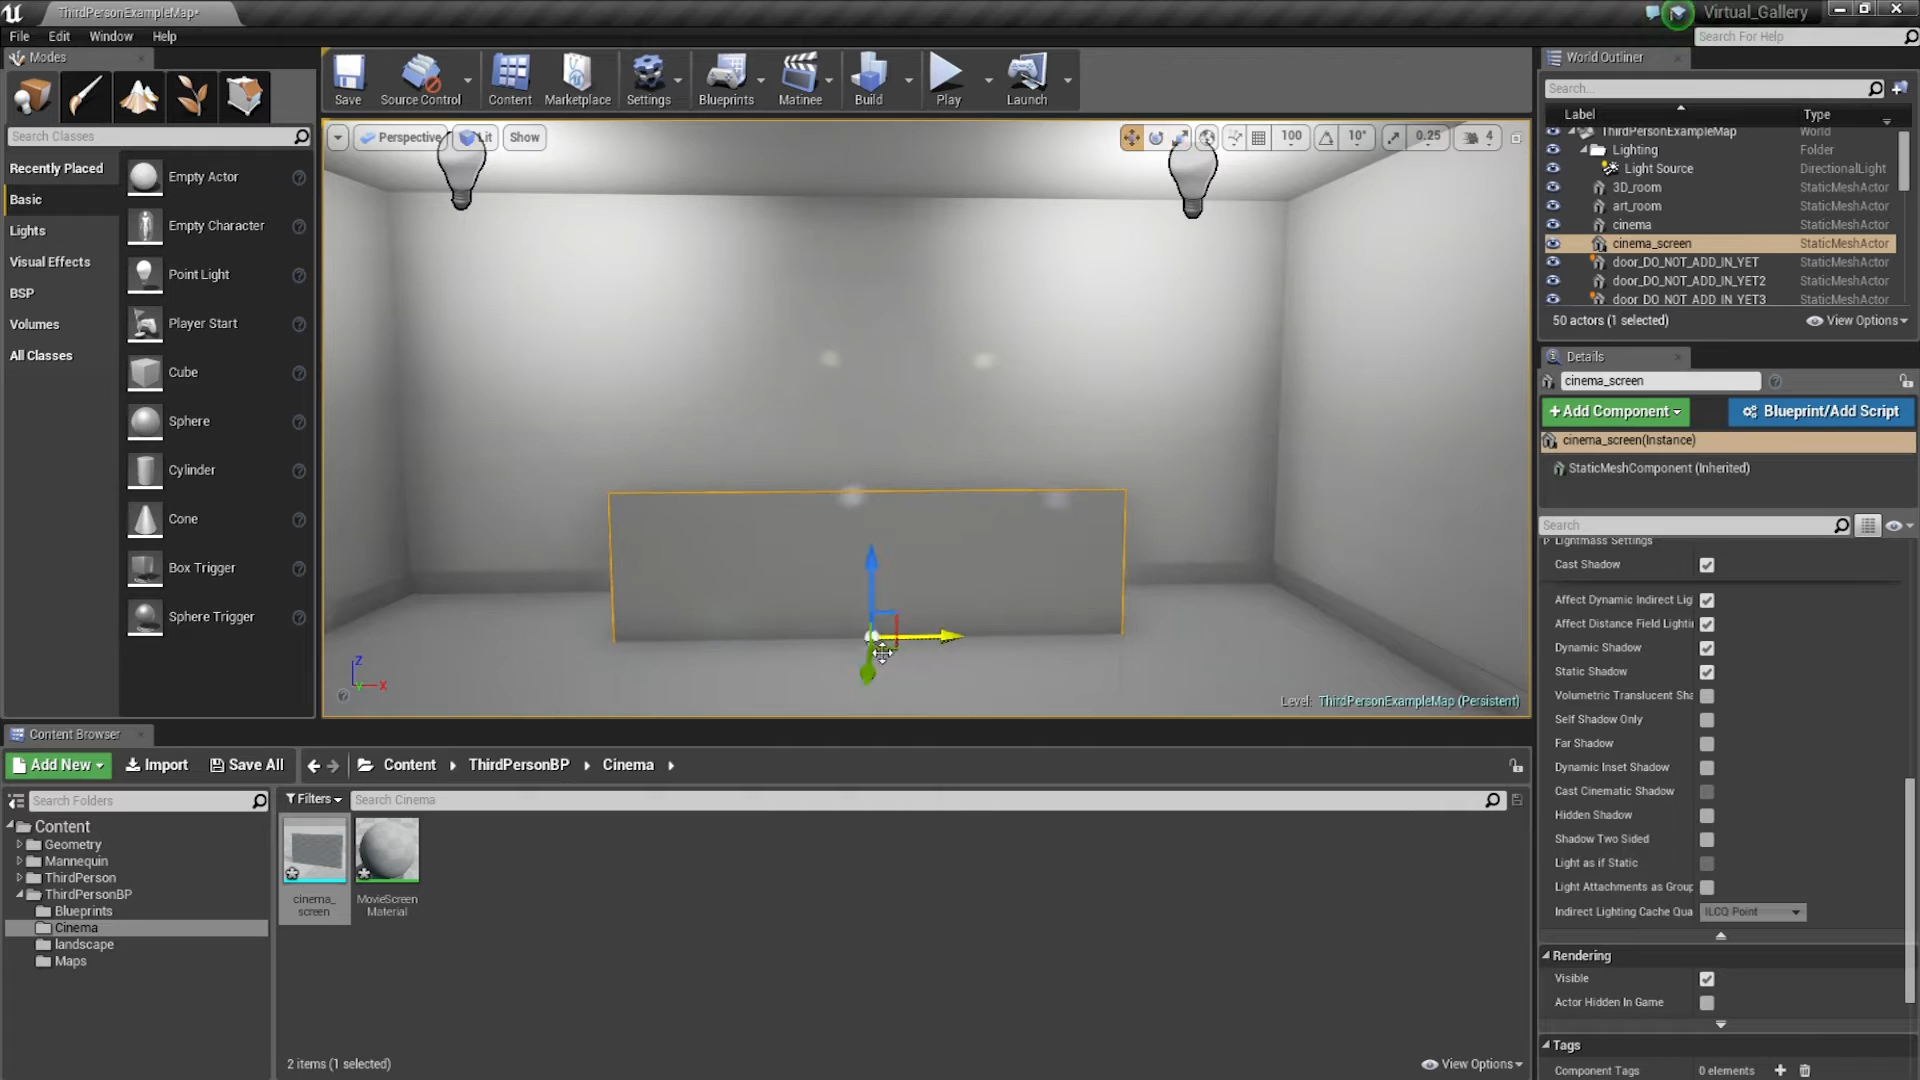 ThirdPersonExampleMap*
Virtual_Gallery
File Edit Window Help
Search For Help
Modes
Search Classes
Recently Placed
Basic
Lights
Visual Effects
BSP
Volumes
All Classes
Empty Actor
Empty Character
Point Light
Player Start
Cube
Sphere
Cylinder
Cone
Box Trigger
Sphere Trigger
Save
Source Control
Content
Marketplace
Settings
Blueprints
Matinee
Build
Play
Launch
Perspective
Lit
Show
100
10°
0.25
4
Z
X
Level: ThirdPersonExampleMap (Persistent)
World Outliner
Search...
Label Type
ThirdPersonExampleMap World
Lighting Folder
Light Source DirectionalLight
3D_room StaticMeshActor
art_room StaticMeshActor
cinema StaticMeshActor
cinema_screen StaticMeshActor
door_DO_NOT_ADD_IN_YET StaticMeshActor
door_DO_NOT_ADD_IN_YET2 StaticMeshActor
door_DO_NOT_ADD_IN_YET3 StaticMeshActor
50 actors (1 selected)
View Options
Details
cinema_screen
+Add Component
Blueprint/Add Script
cinema_screen(Instance)
StaticMeshComponent (Inherited)
Search
Lightmass Settings
Cast Shadow
Affect Dynamic Indirect Lig
Affect Distance Field Lightin
Dynamic Shadow
Static Shadow
Volumetric Translucent Sha
Self Shadow Only
Far Shadow
Dynamic Inset Shadow
Cast Cinematic Shadow
Hidden Shadow
Shadow Two Sided
Light as if Static
Light Attachments as Group
Indirect Lighting Cache Qua ILCQ Point
Rendering
Visible
Actor Hidden In Game
Tags
Component Tags 0 elements
Content Browser
Add New
Import
Save All
Content ThirdPersonBP Cinema
Search Folders
Content
Geometry
Mannequin
ThirdPerson
ThirdPersonBP
Blueprints
Cinema
landscape
Maps
Filters
Search Cinema
cinema_
screen
MovieScreen
Material
2 items (1 selected)
View Options